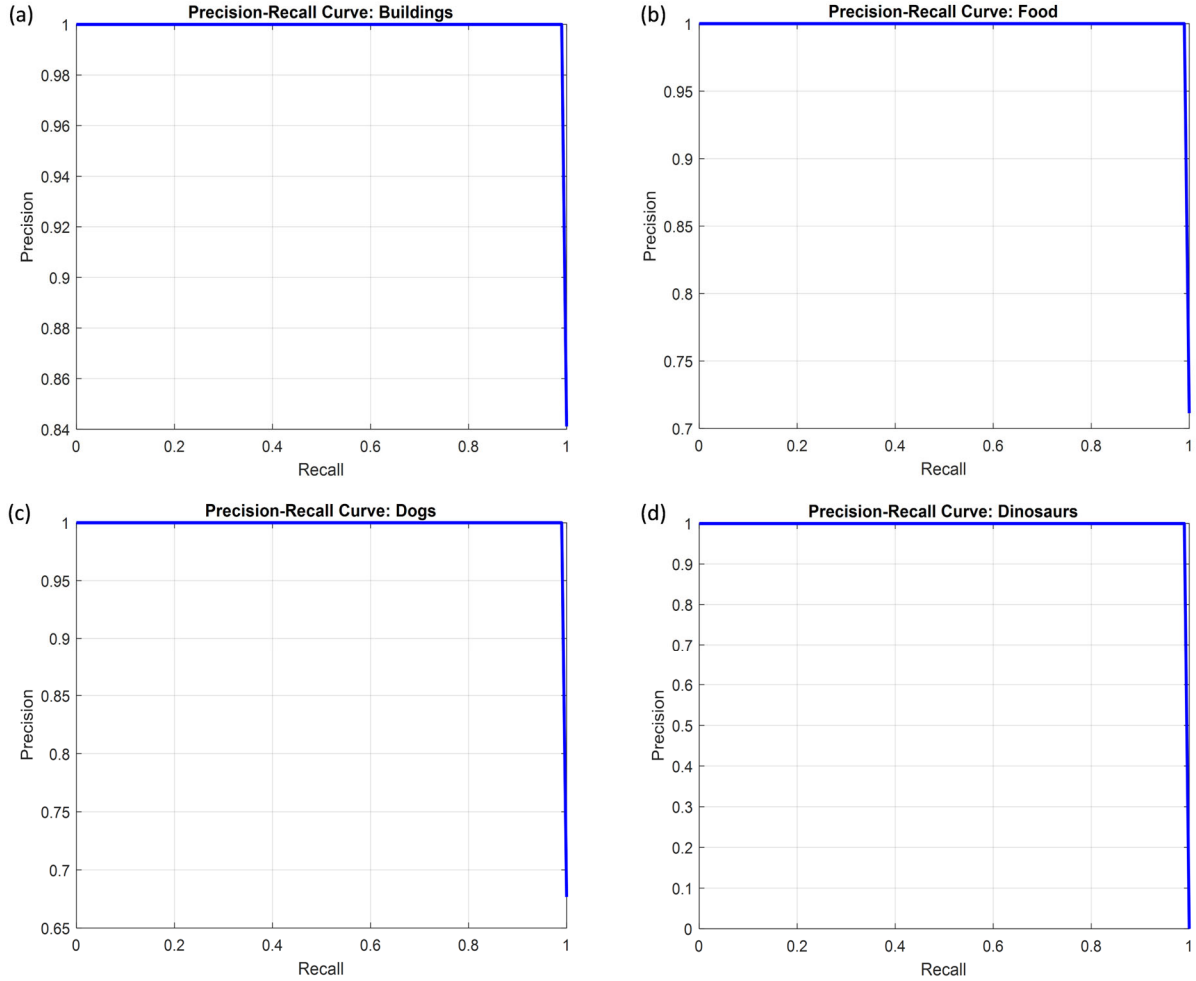 (a)
Precision-Recall Curve: Buildings
1
0.98
0.96
0.94
0.92
0.9
0.88
0.86
0.84
Precision
0 0.2 0.4 0.6 0.8 1
Recall
(b)
Precision-Recall Curve: Food
1
0.95
0.9
0.85
0.8
0.75
0.7
Precision
0 0.2 0.4 0.6 0.8 1
Recall
(c)
Precision-Recall Curve: Dogs
1
0.95
0.9
0.85
0.8
0.75
0.7
0.65
Precision
0 0.2 0.4 0.6 0.8 1
Recall
(d)
Precision-Recall Curve: Dinosaurs
1
0.9
0.8
0.7
0.6
0.5
0.4
0.3
0.2
0.1
0
Precision
0 0.2 0.4 0.6 0.8 1
Recall